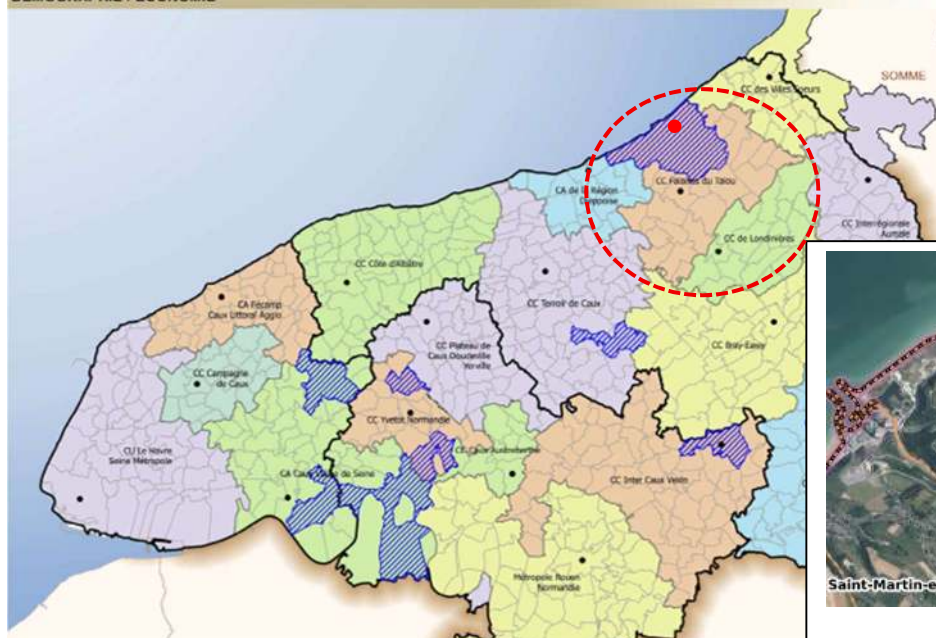 SOMME
CC des Villes Soeurs
CA de la Région
Dieppoise
CC Falaises du Talou
CC de Londinières
CC Interrégionale
Aumale
CC Côte d'Albâtre
CC Terroir de Caux
CA Fécamp
Caux Littoral Agglo
CC Plateau de
Caux Doudeville
Yerville
CC Bray-Eawy
CC Campagne
de Caux
CC Yvetot Normandie
CU Le Havre
Seine Métropole
CC Inter Caux Vexin
Métropole Rouen
Normandie
Saint-Martin-e